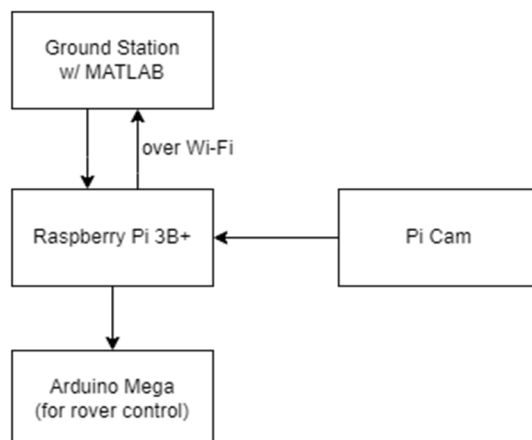 Ground Station
w/ MATLAB
over Wi-Fi
Raspberry Pi 3B+
Pi Cam
Arduino Mega
(for rover control)